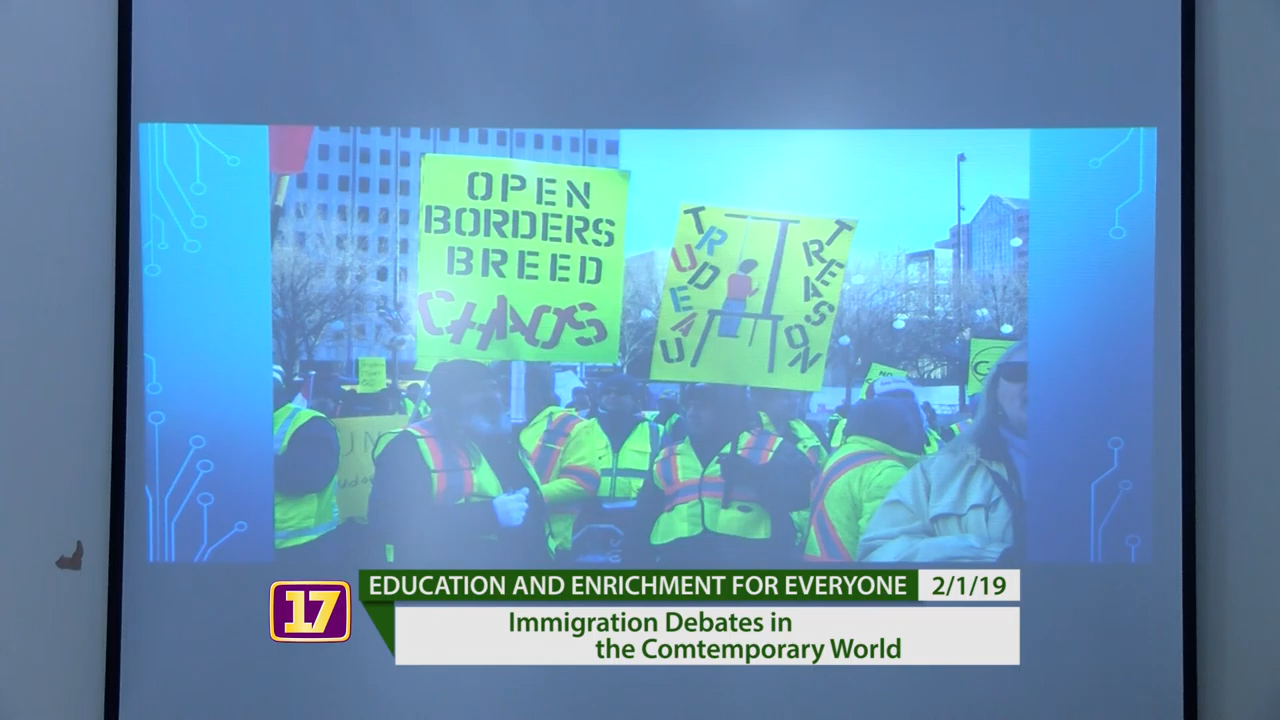 OPEN
BORDERS
BREED
CHAOS
TRUDEAU
TREASON
NO
17
EDUCATION AND ENRICHMENT FOR EVERYONE
2/1/19
Immigration Debates in
the Comtemporary World